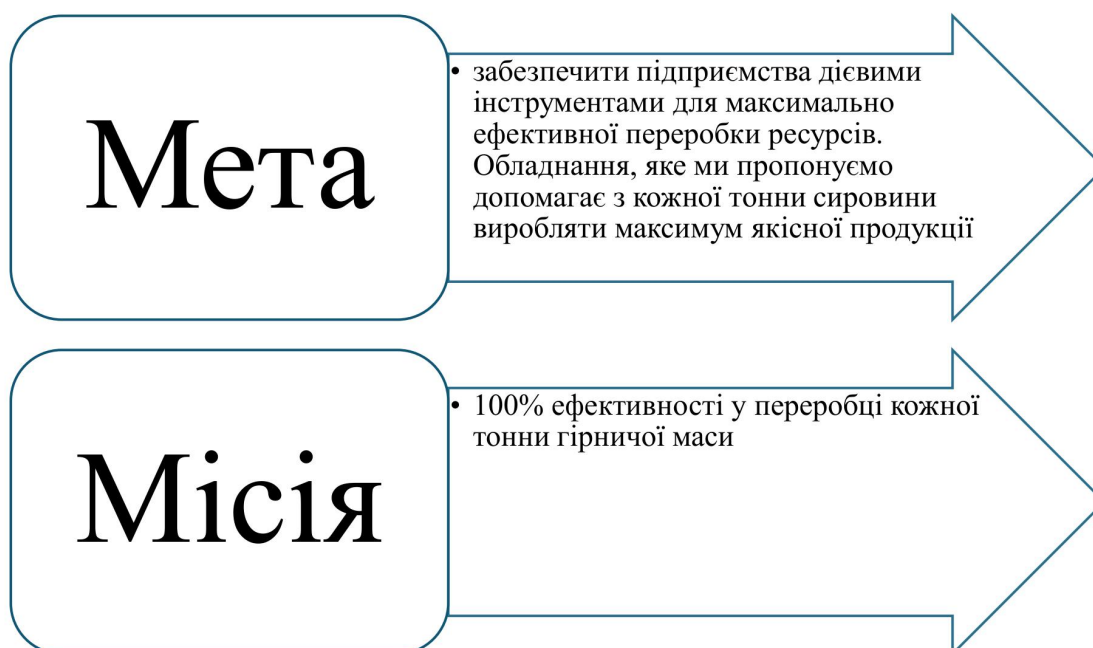 Мета
• забезпечити підприємства дієвими
інструментами для максимально
ефективної переробки ресурсів.
Обладнання, яке ми пропонуємо
допомагає з кожної тонни сировини
виробляти максимум якісної продукції
Місія
• 100% ефективності у переробці кожної
тонни гірничої маси